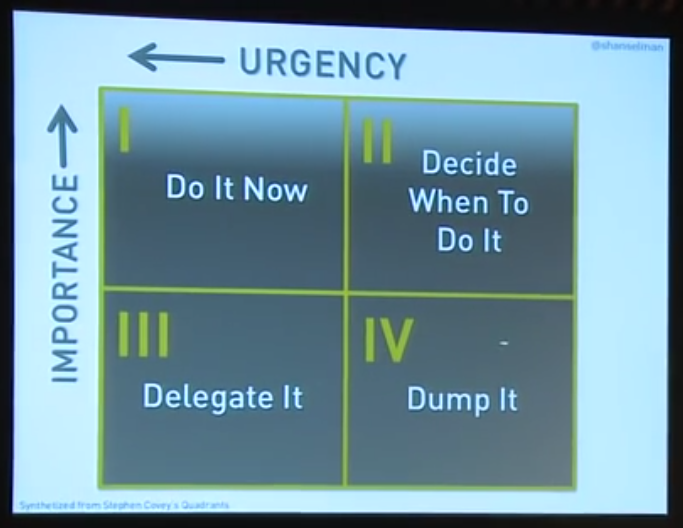 @shanselman
URGENCY
IMPORTANCE
I
Do It Now
II
Decide
When To
Do It
III
Delegate It
IV
Dump It
Synthetized from Stephen Covey's Quadrants